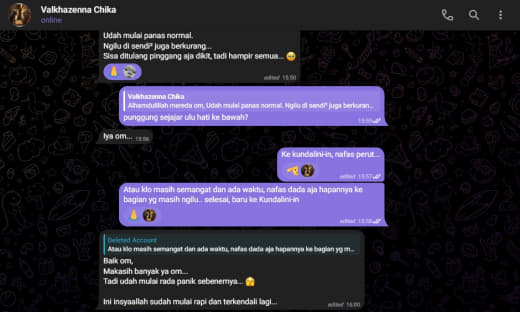 Valkhazenna Chika
online
Udah mulai panas normal.
Ngilu di sendi² juga berkurang...
Sisa ditulang pinggang aja dikit, tadi hampir semua...
edited 15:50
Valkhazenna Chika
Alhamdulillah mereda om, Udah mulai panas normal. Ngilu di sendi² juga berkuran...
punggung sejajar ulu hati ke bawah?
15:55
Iya om...
15:56
Ke kundalini-in, nafas perut...
edited 15:57
Atau klo masih semangat dan ada waktu, nafas dada aja hapannya ke
bagian yg masih ngilu.. selesai, baru ke Kundalini-in
edited 15:58
Deleted Account
Atau klo masih semangat dan ada waktu, nafas dada aja hapannya ke bagian yg m...
Baik om,
Makasih banyak ya om...
Tadi udah mulai rada panik sebenernya...
Ini insyaallah sudah mulai rapi dan terkendali lagi...
edited 16:00